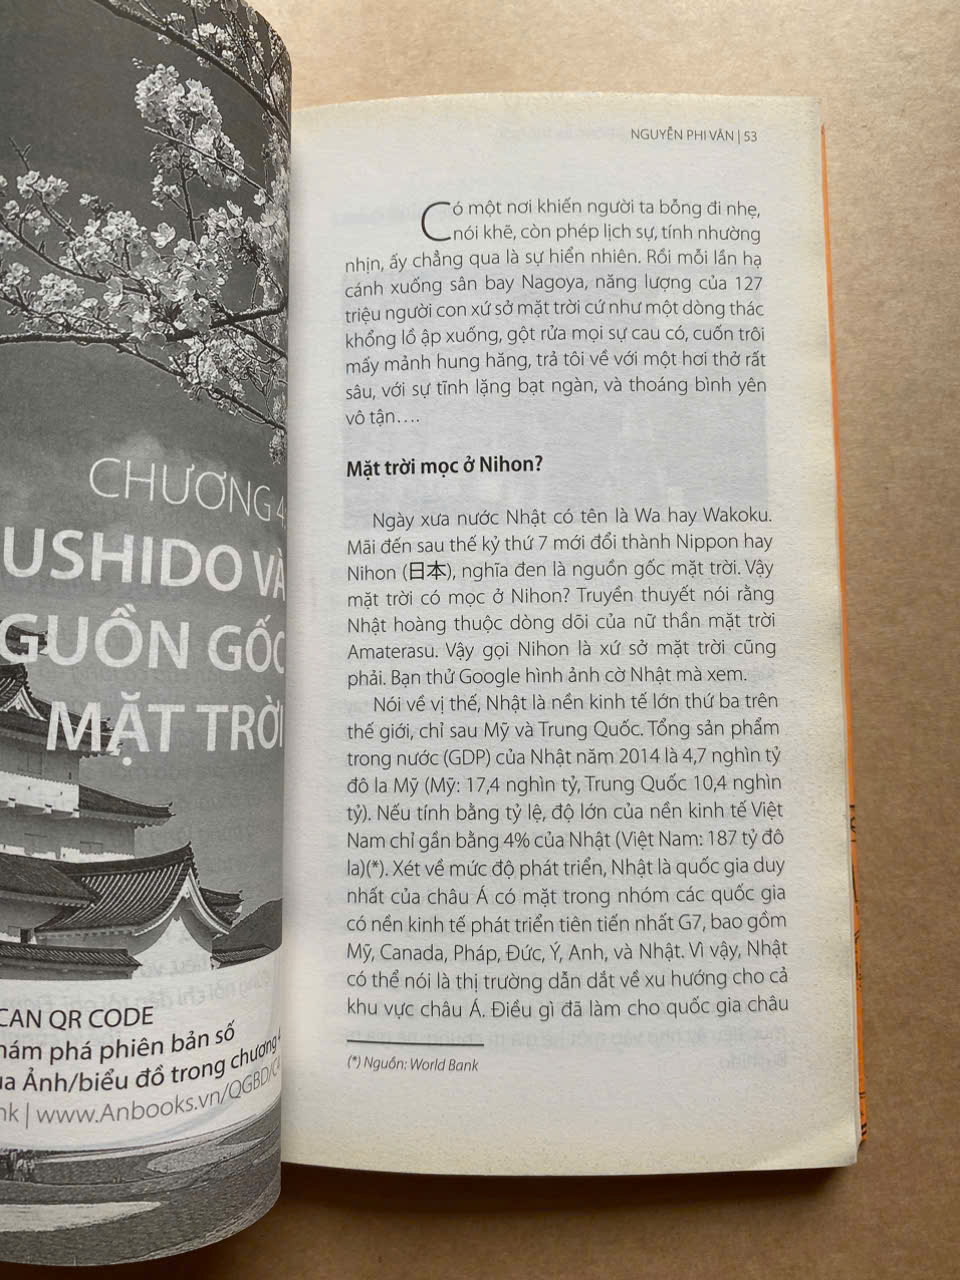 CHƯƠNG 4:
USHIDO VÀ
GUỒN GỐC
MẶT TRỜI
CAN QR CODE
hám phá phiên bản số
ua Ảnh/biểu đồ trong chương 4
nk | www.Anbooks.vn/QGBD/C4
NGUYỄN PHI VÂN | 53
Có một nơi khiến người ta bỗng đi nhẹ,
nói khẽ, còn phép lịch sự, tính nhường
nhịn, ấy chẳng qua là sự hiển nhiên. Rồi mỗi lần hạ
cánh xuống sân bay Nagoya, năng lượng của 127
triệu người con xứ sở mặt trời cứ như một dòng thác
khổng lồ ập xuống, gột rửa mọi sự cau có, cuốn trôi
mấy mảnh hung hăng, trả tôi về với một hơi thở rất
sâu, với sự tĩnh lặng bạt ngàn, và thoáng bình yên
vô tận….
Mặt trời mọc ở Nihon?
Ngày xưa nước Nhật có tên là Wa hay Wakoku.
Mãi đến sau thế kỷ thứ 7 mới đổi thành Nippon hay
Nihon (日本), nghĩa đen là nguồn gốc mặt trời. Vậy
mặt trời có mọc ở Nihon? Truyền thuyết nói rằng
Nhật hoàng thuộc dòng dõi của nữ thần mặt trời
Amaterasu. Vậy gọi Nihon là xứ sở mặt trời cũng
phải. Bạn thử Google hình ảnh cờ Nhật mà xem.
Nói về vị thế, Nhật là nền kinh tế lớn thứ ba trên
thế giới, chỉ sau Mỹ và Trung Quốc. Tổng sản phẩm
trong nước (GDP) của Nhật năm 2014 là 4,7 nghìn tỷ
đô la Mỹ (Mỹ: 17,4 nghìn tỷ, Trung Quốc 10,4 nghìn
tỷ). Nếu tính bằng tỷ lệ, độ lớn của nền kinh tế Việt
Nam chỉ gần bằng 4% của Nhật (Việt Nam: 187 tỷ đô
la)(*). Xét về mức độ phát triển, Nhật là quốc gia duy
nhất của châu Á có mặt trong nhóm các quốc gia
có nền kinh tế phát triển tiên tiến nhất G7, bao gồm
Mỹ, Canada, Pháp, Đức, Ý, Anh, và Nhật. Vì vậy, Nhật
có thể nói là thị trường dẫn dắt về xu hướng cho cả
khu vực châu Á. Điều gì đã làm cho quốc gia châu
(*) Nguồn: World Bank